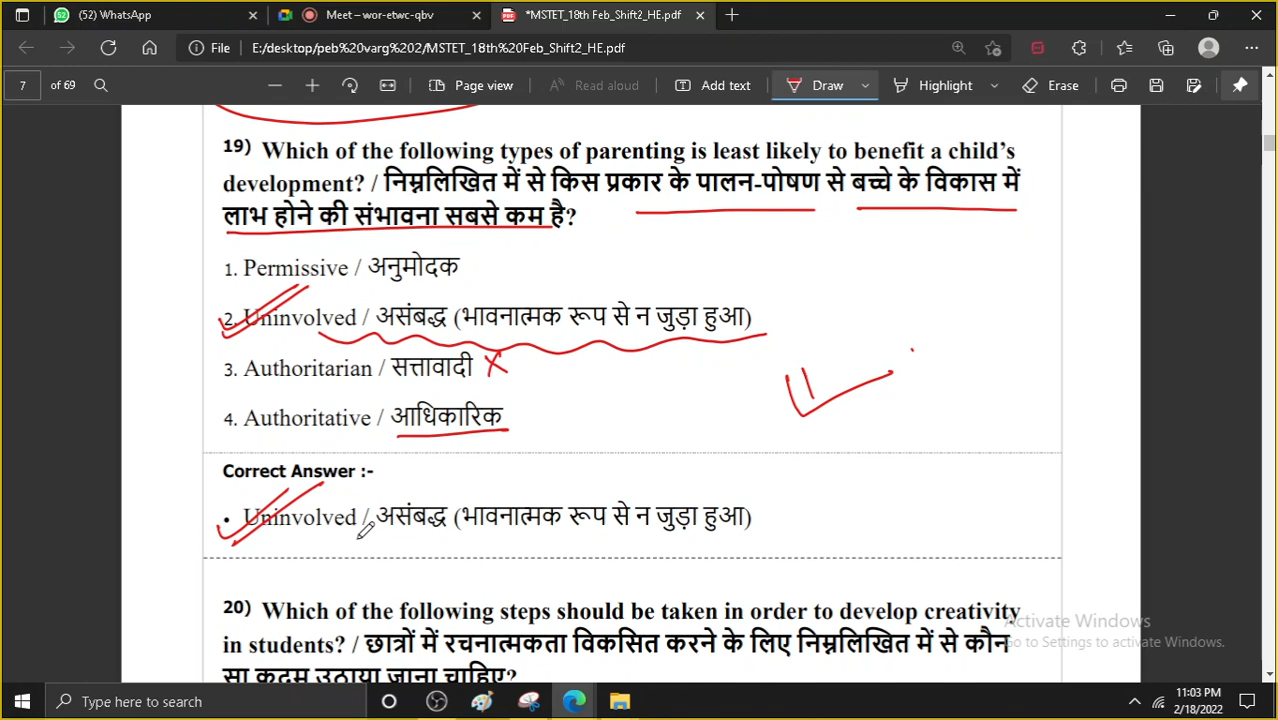 (52) WhatsApp
Meet – wor-etwc-qbv
*MSTET_18th Feb_Shift2_HE.pdf
File
E:/desktop/peb%20varg%202/MSTET_18th%20Feb_Shift2_HE.pdf
7 of 69
Page view
Read aloud
Add text
Draw
Highlight
Erase
19) Which of the following types of parenting is least likely to benefit a child's
development? / निम्नलिखित में से किस प्रकार के पालन-पोषण से बच्चे के विकास में
लाभ होने की संभावना सबसे कम है?
1. Permissive / अनुमोदक
2. Uninvolved / असंबद्ध (भावनात्मक रूप से न जुड़ा हुआ)
3. Authoritarian / सत्तावादी
4. Authoritative / आधिकारिक
Correct Answer :-
• Uninvolved / असंबद्ध (भावनात्मक रूप से न जुड़ा हुआ)
20) Which of the following steps should be taken in order to develop creativity
in students? / छात्रों में रचनात्मकता विकसित करने के लिए निम्नलिखित में से कौन
सा कदम उठाया जाना चाहिए?
Activate Windows
Go to Settings to activate Windows.
Type here to search
11:03 PM
2/18/2022